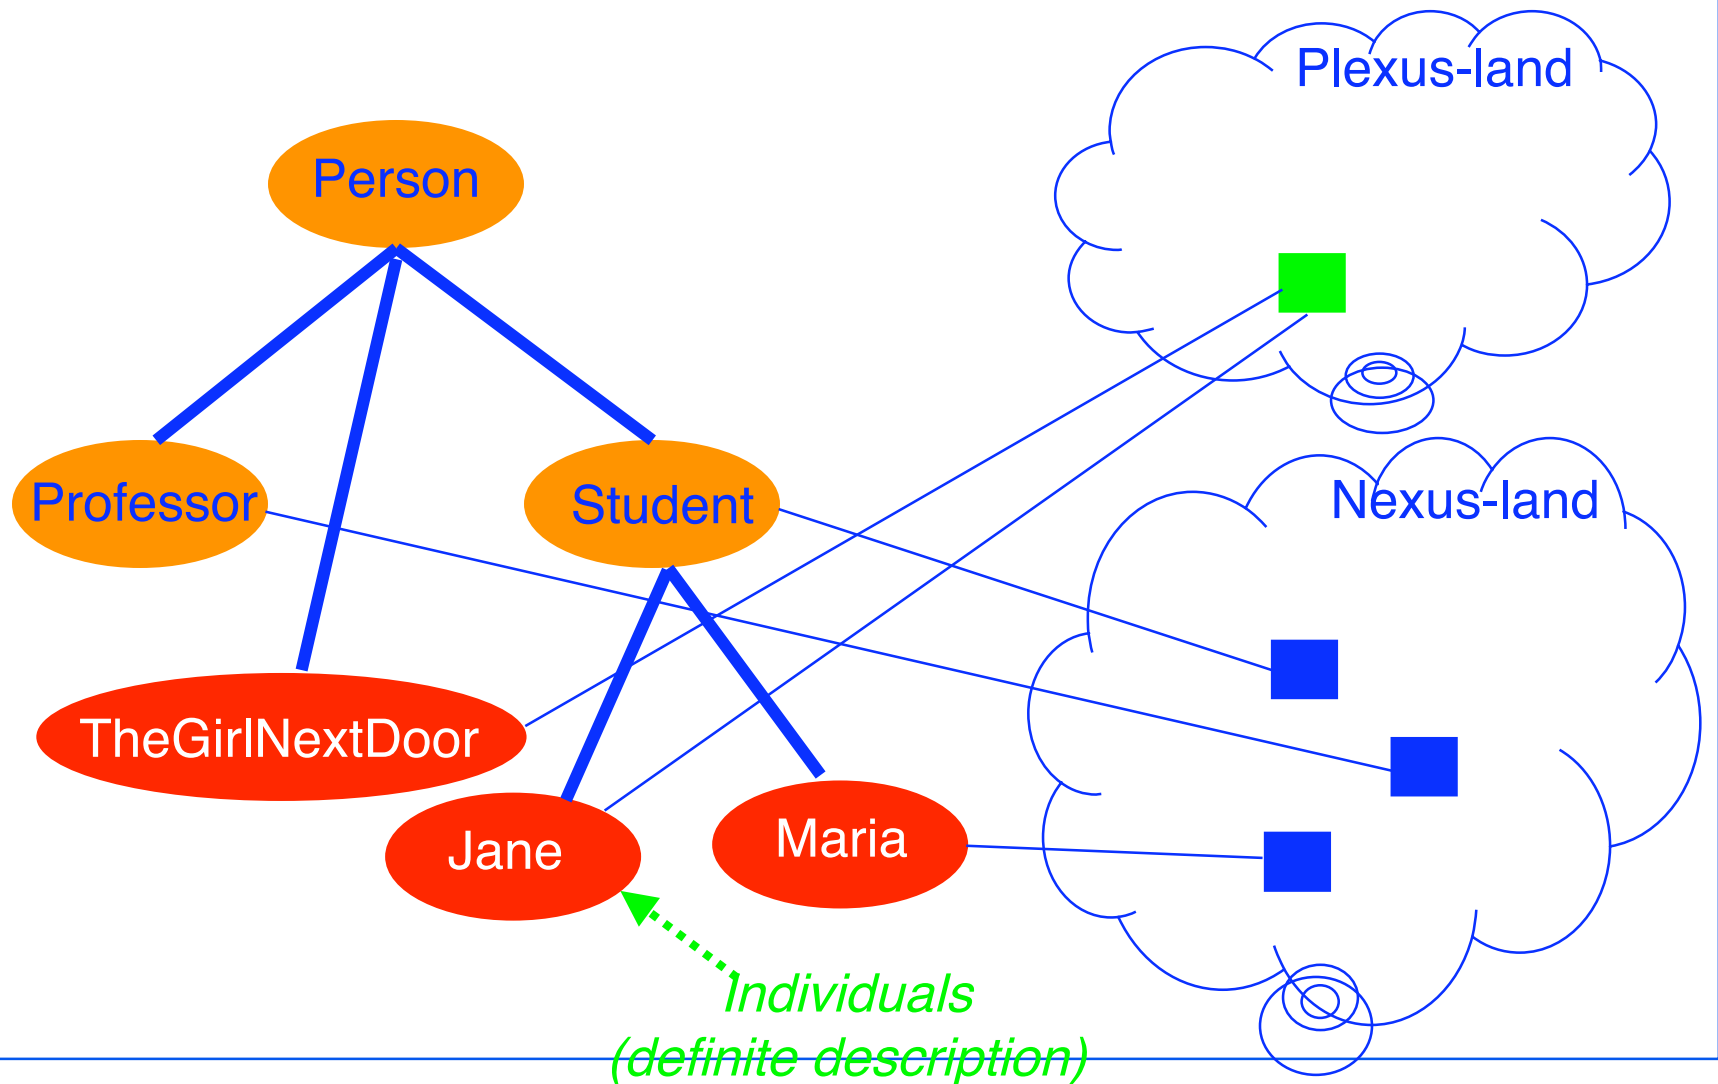 Plexus-land
Person
Professor
Student
Nexus-land
TheGirlNextDoor
Jane
Maria
Individuals
(definite description)